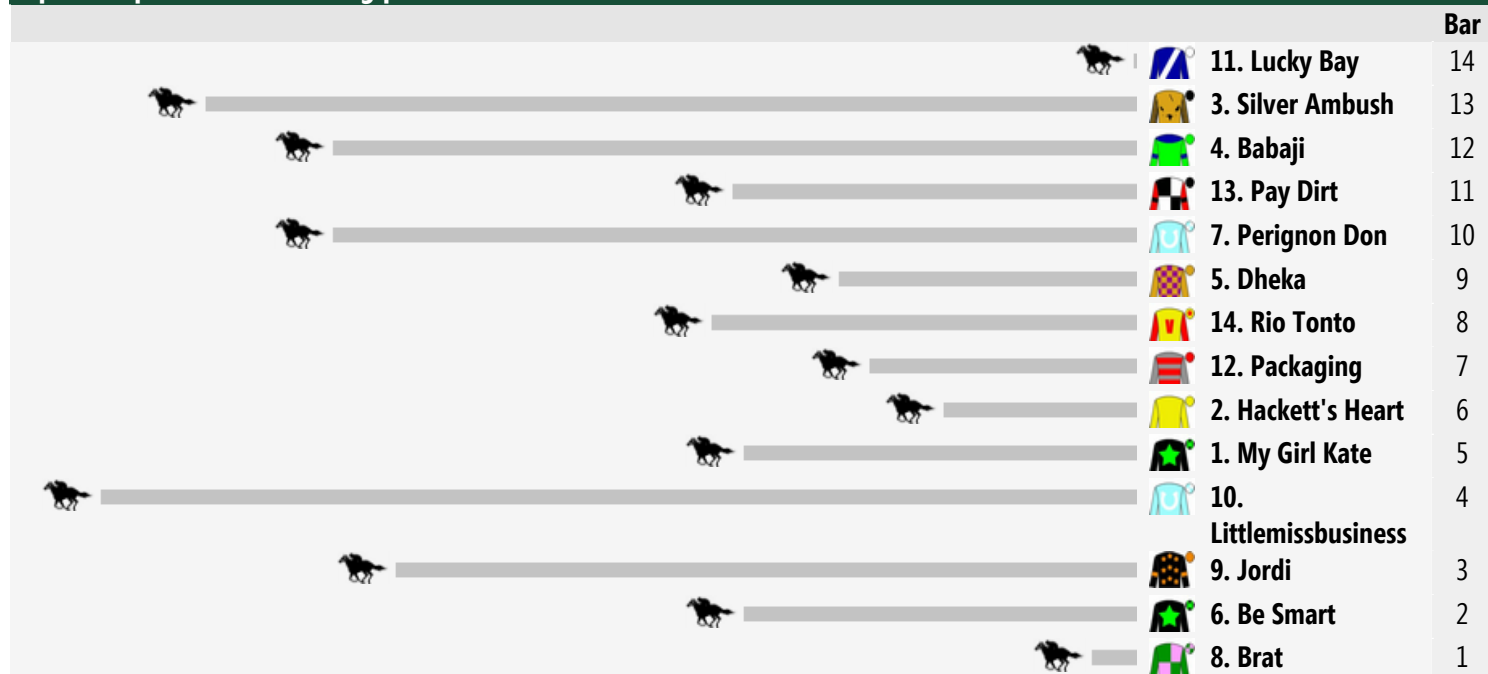 Bar
11. Lucky Bay 14
3. Silver Ambush 13
4. Babaji 12
13. Pay Dirt 11
7. Perignon Don 10
5. Dheka 9
14. Rio Tonto 8
12. Packaging 7
2. Hackett's Heart 6
1. My Girl Kate 5
10. 4
Littlemissbusiness
9. Jordi 3
6. Be Smart 2
8. Brat 1